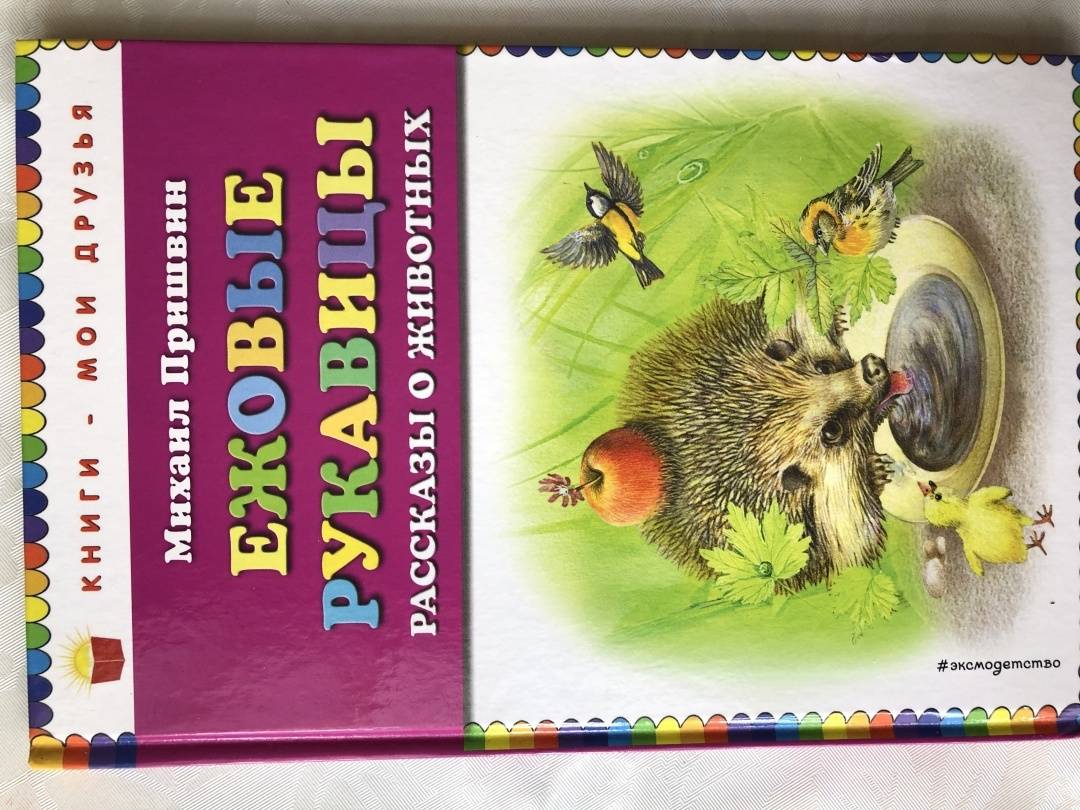 КНИГИ - МОИ ДРУЗЬЯ
Михаил Пришвин
ЕЖОВЫЕ
РУКАВИЦЫ
РАССКАЗЫ О ЖИВОТНЫХ
#эксмодетство